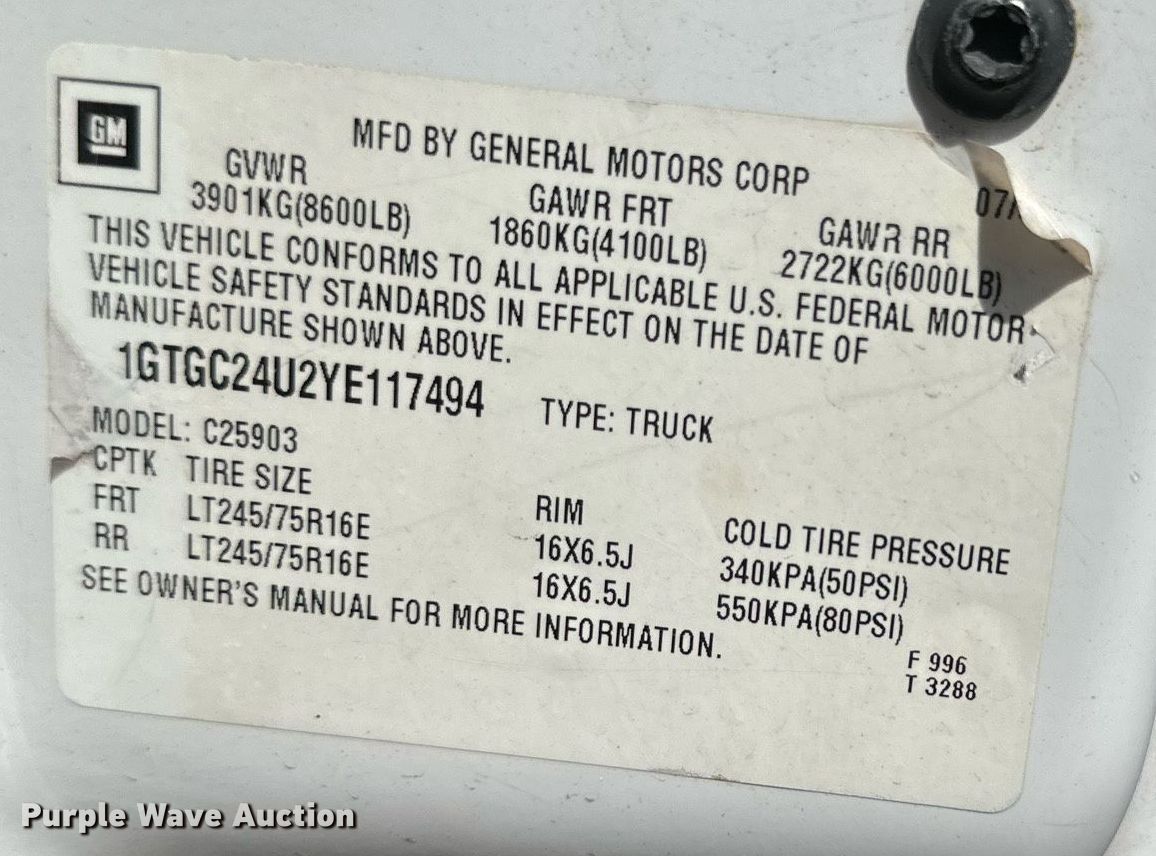 GM
MFD BY GENERAL MOTORS CORP
07/
GVWR GAWR FRT GAWR RR
3901KG(8600LB) 1860KG(4100LB) 2722KG(6000LB)
THIS VEHICLE CONFORMS TO ALL APPLICABLE U.S. FEDERAL MOTOR
VEHICLE SAFETY STANDARDS IN EFFECT ON THE DATE OF
MANUFACTURE SHOWN ABOVE.
1GTGC24U2YE117494 TYPE: TRUCK
MODEL: C25903
CPTK TIRE SIZE RIM COLD TIRE PRESSURE
FRT LT245/75R16E 16X6.5J 340KPA(50PSI)
RR LT245/75R16E 16X6.5J 550KPA(80PSI)
SEE OWNER'S MANUAL FOR MORE INFORMATION.
F 996
T 3288
Purple Wave Auction